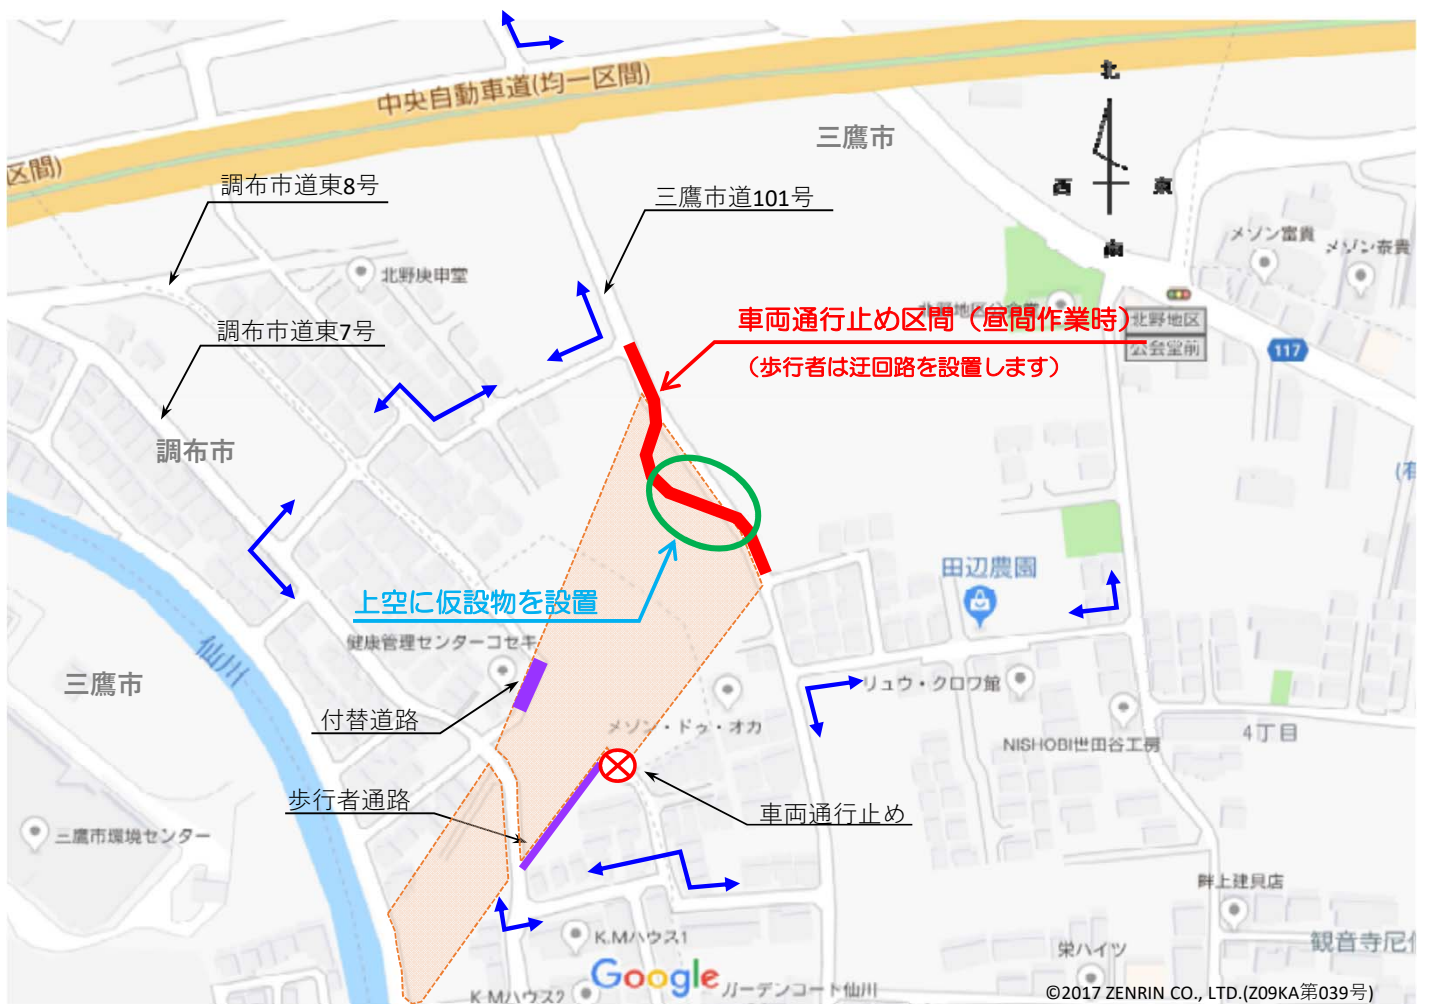 中央自動車道(均一区間)
区間)
北
西
東
南
三鷹市
調布市道東8号
三鷹市道101号
北野庚申堂
メゾン富貴
メゾン泰貴
調布市道東7号
車両通行止め区間（昼間作業時）
（歩行者は迂回路を設置します）
北野地区
公会堂前
117
調布市
田辺農園
上空に仮設物を設置
健康管理センターコセキ
仙川
三鷹市
付替道路
リュウ・クロワ館
メゾン・ドゥ・オカ
NISHOBI世田谷工房
4丁目
歩行者通路
車両通行止め
三鷹市環境センター
畔上建具店
K.Mハウス1
栄ハイツ
観音寺尼
Google
K-Mハウス2
ガーデンコート仙川
©2017 ZENRIN CO., LTD.(Z09KA第039号)